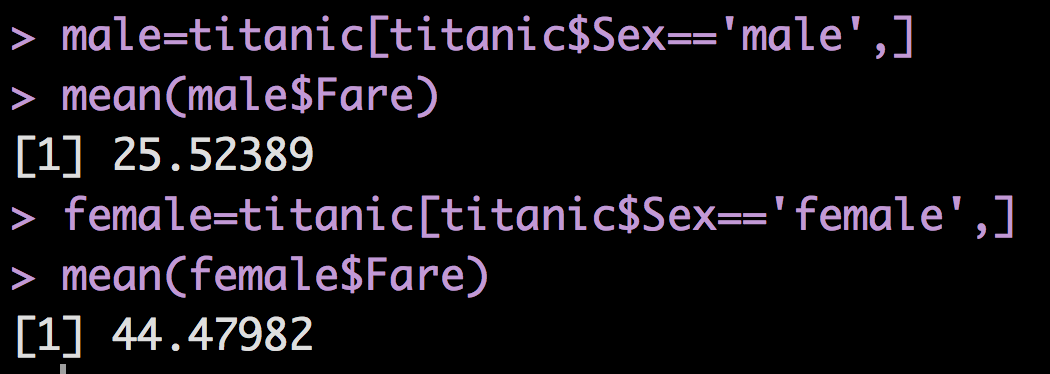 > male=titanic[titanic$Sex=='male',]
> mean(male$Fare)
[1] 25.52389
> female=titanic[titanic$Sex=='female',]
> mean(female$Fare)
[1] 44.47982